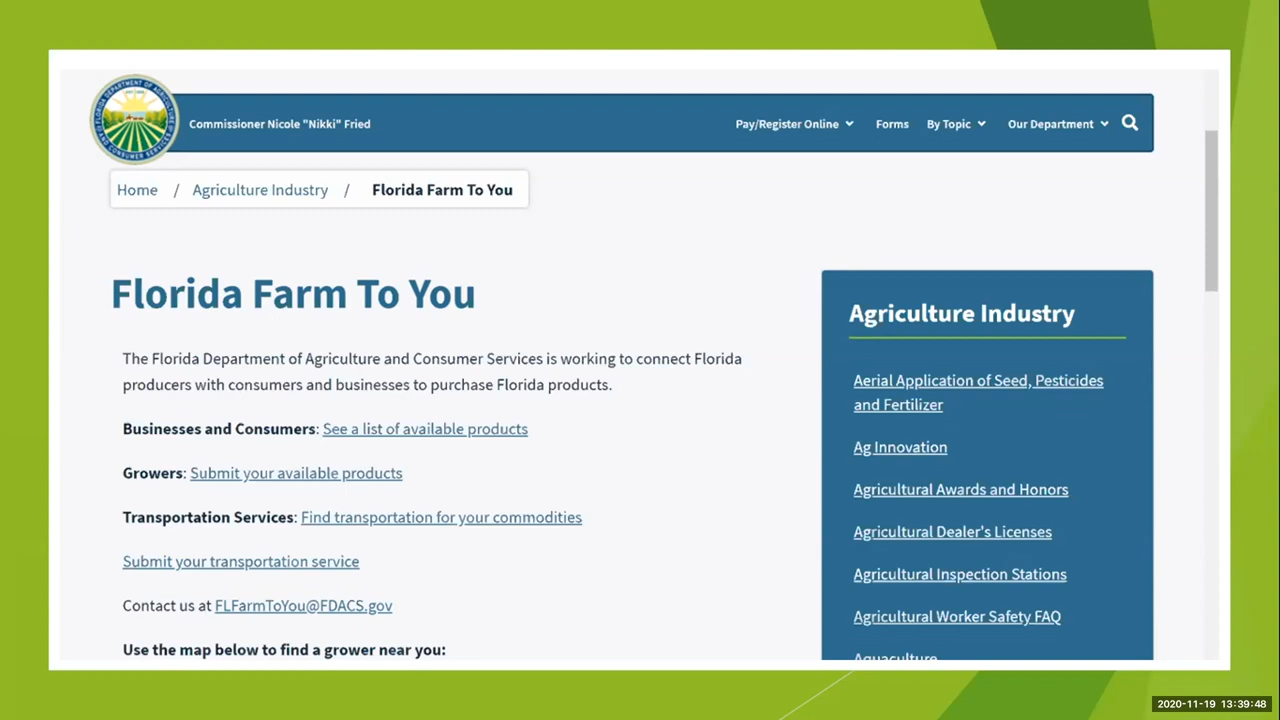 Commissioner Nicole "Nikki" Fried
Pay/Register Online
Forms
By Topic
Our Department
Home / Agriculture Industry / Florida Farm To You
Florida Farm To You
The Florida Department of Agriculture and Consumer Services is working to connect Florida
producers with consumers and businesses to purchase Florida products.
Businesses and Consumers: See a list of available products
Growers: Submit your available products
Transportation Services: Find transportation for your commodities
Submit your transportation service
Contact us at FLFarmToYou@FDACS.gov
Use the map below to find a grower near you:
Agriculture Industry
Aerial Application of Seed, Pesticides
and Fertilizer
Ag Innovation
Agricultural Awards and Honors
Agricultural Dealer's Licenses
Agricultural Inspection Stations
Agricultural Worker Safety FAQ
Aquaculture
2020-11-19 13:39:48